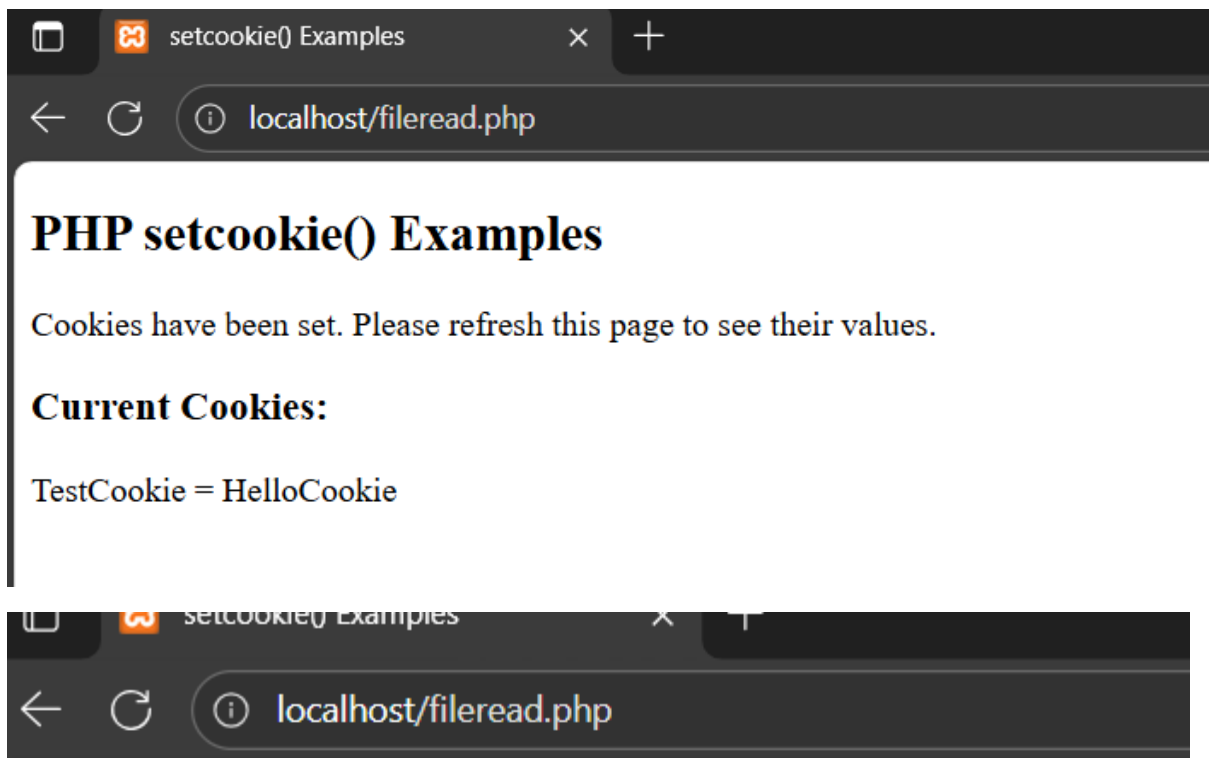 setcookie() Examples
localhost/fileread.php
PHP setcookie() Examples
Cookies have been set. Please refresh this page to see their values.
Current Cookies:
TestCookie = HelloCookie
setcookie() Examples
localhost/fileread.php